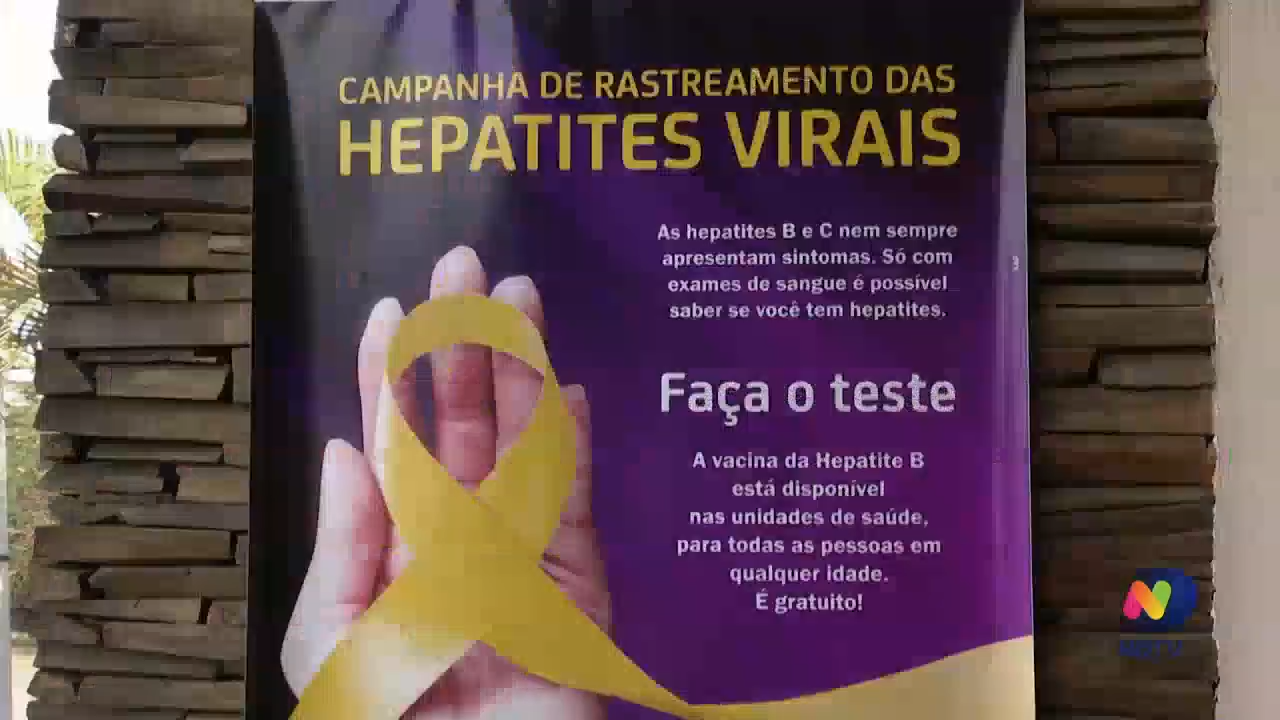 CAMPANHA DE RASTREAMENTO DAS
HEPATITES VIRAIS
As hepatites B e C nem sempre
apresentam sintomas. Só com
exames de sangue é possível
saber se você tem hepatites.
Faça o teste
A vacina da Hepatite B
está disponível
nas unidades de saúde,
para todas as pessoas em
qualquer idade.
É gratuito!